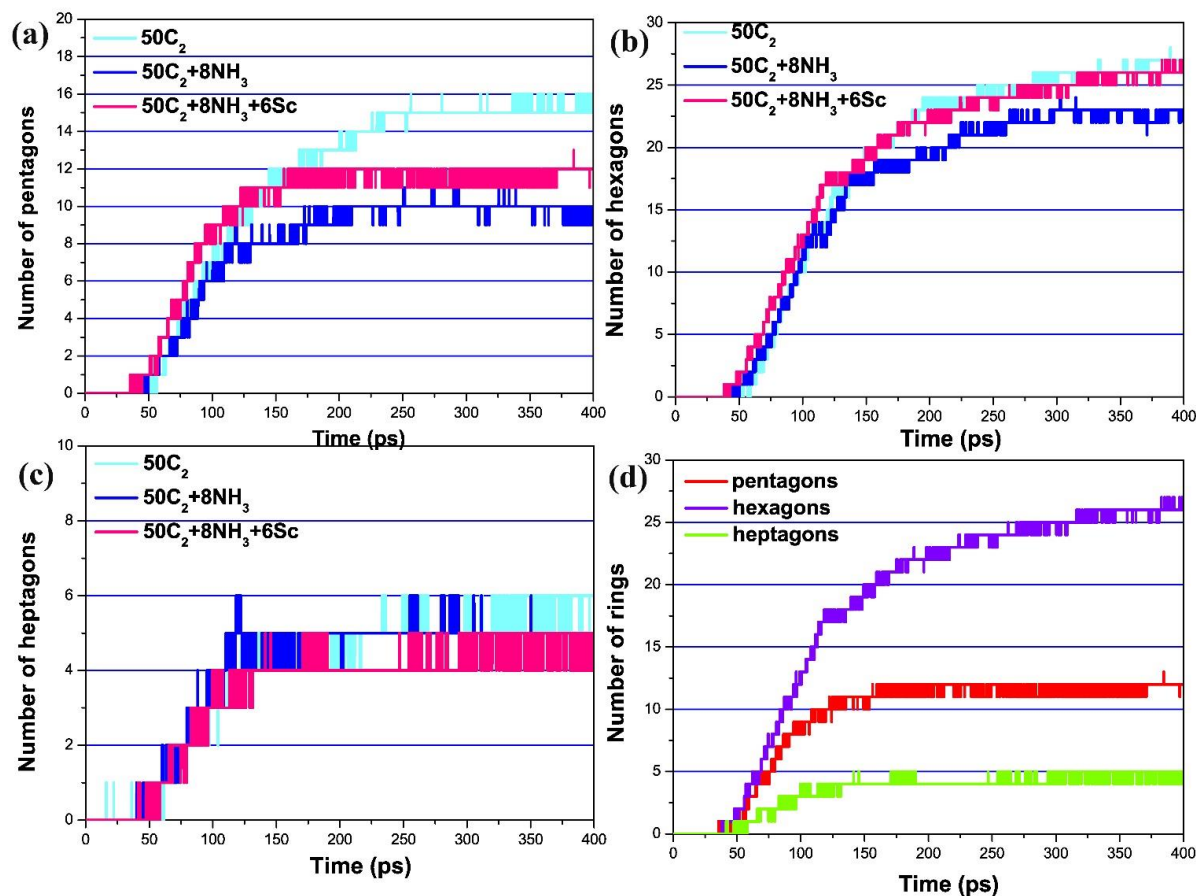 (a)
50C₂
50C₂+8NH₃
50C₂+8NH₃+6Sc
Number of pentagons
20
18
16
14
12
10
8
6
4
2
0
0 50 100 150 200 250 300 350 400
Time (ps)
(b)
50C₂
50C₂+8NH₃
50C₂+8NH₃+6Sc
Number of hexagons
30
25
20
15
10
5
0
0 50 100 150 200 250 300 350 400
Time (ps)
(c)
50C₂
50C₂+8NH₃
50C₂+8NH₃+6Sc
Number of heptagons
10
8
6
4
2
0
0 50 100 150 200 250 300 350 400
Time (ps)
(d)
pentagons
hexagons
heptagons
Number of rings
30
25
20
15
10
5
0
0 50 100 150 200 250 300 350 400
Time (ps)